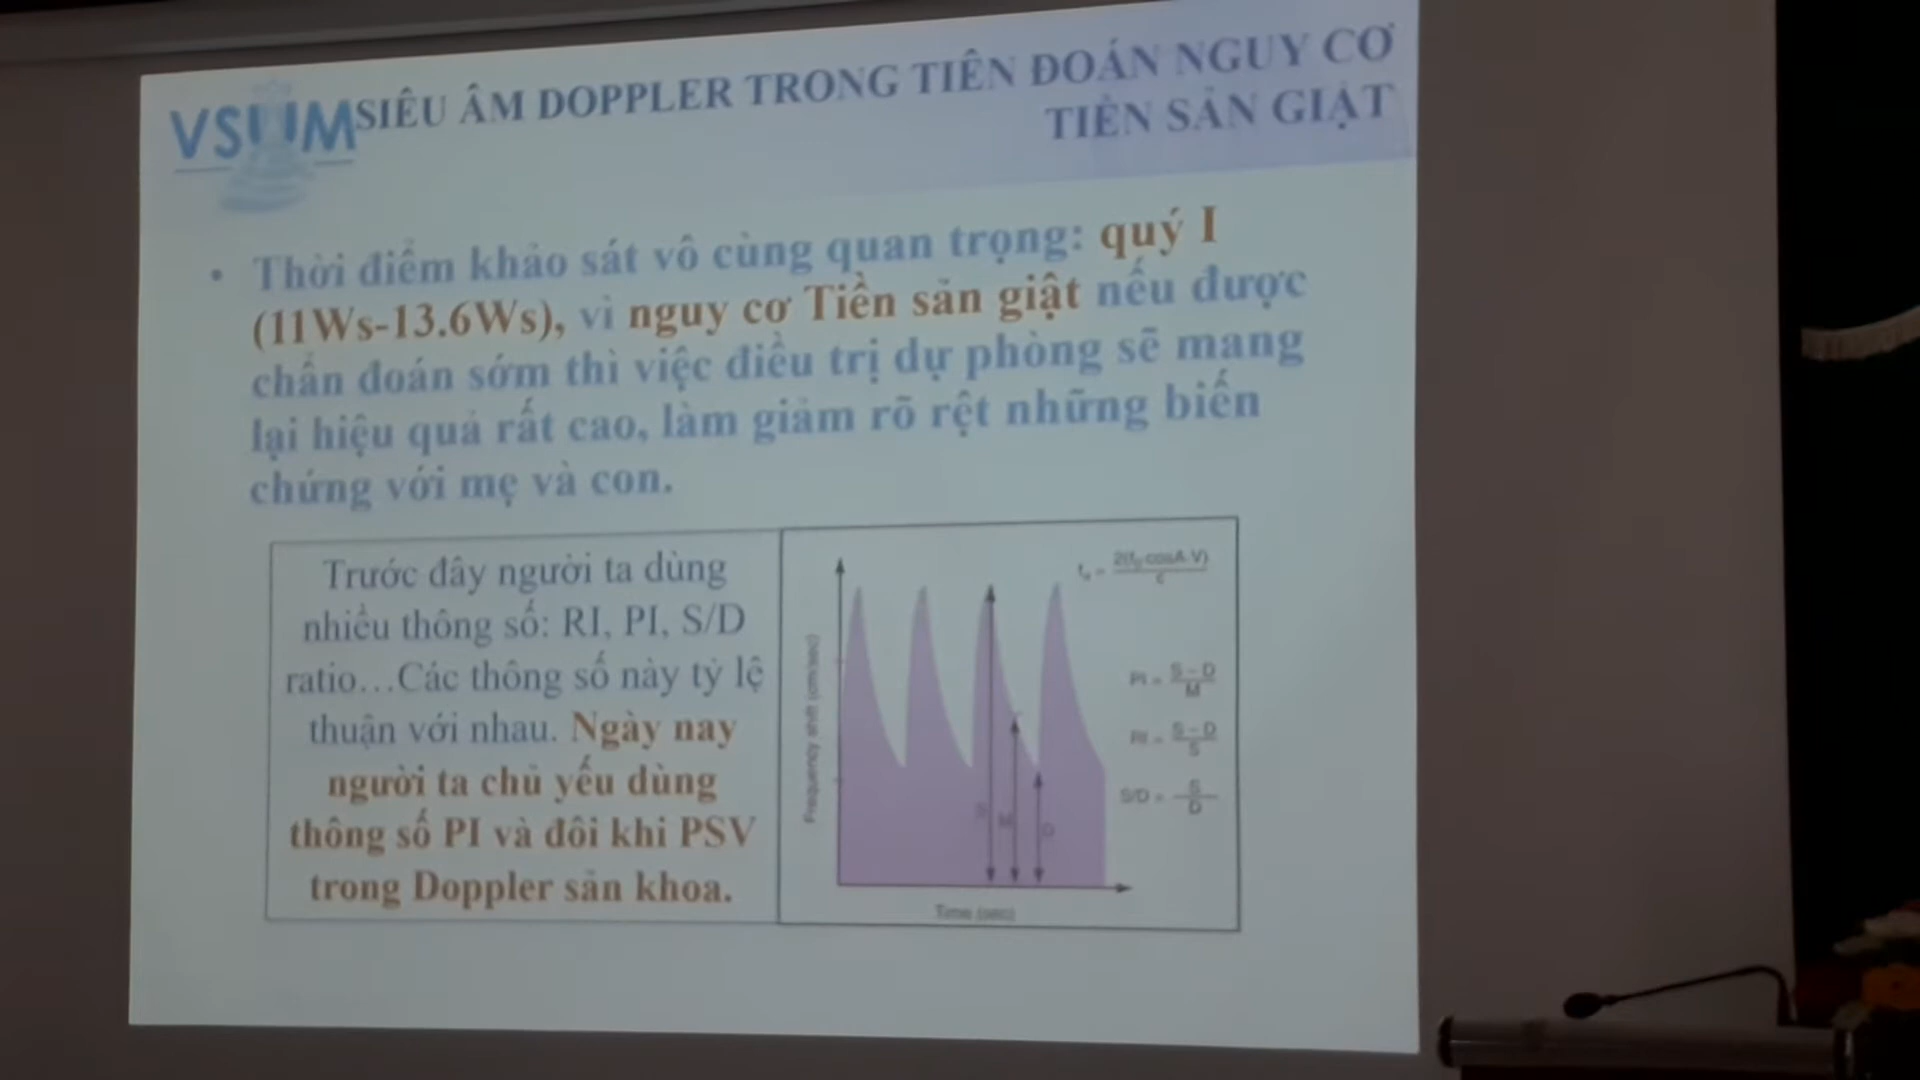 VSUM
SIÊU ÂM DOPPLER TRONG TIÊN ĐOÁN NGUY CƠ
TIỀN SẢN GIẬT
• Thời điểm khảo sát vô cùng quan trọng: quý I
(11Ws-13.6Ws), vì nguy cơ Tiền sản giật nếu được
chẩn đoán sớm thì việc điều trị dự phòng sẽ mang
lại hiệu quả rất cao, làm giảm rõ rệt những biến
chứng với mẹ và con.
Trước đây người ta dùng
nhiều thông số: RI, PI, S/D
ratio...Các thông số này tỷ lệ
thuận với nhau. Ngày nay
người ta chủ yếu dùng
thông số PI và đôi khi PSV
trong Doppler sản khoa.
Frequency shift (cm/sec)
S
M
D
Time (sec)
PI = S - D / M
RI = S - D / S
S/D = S / D